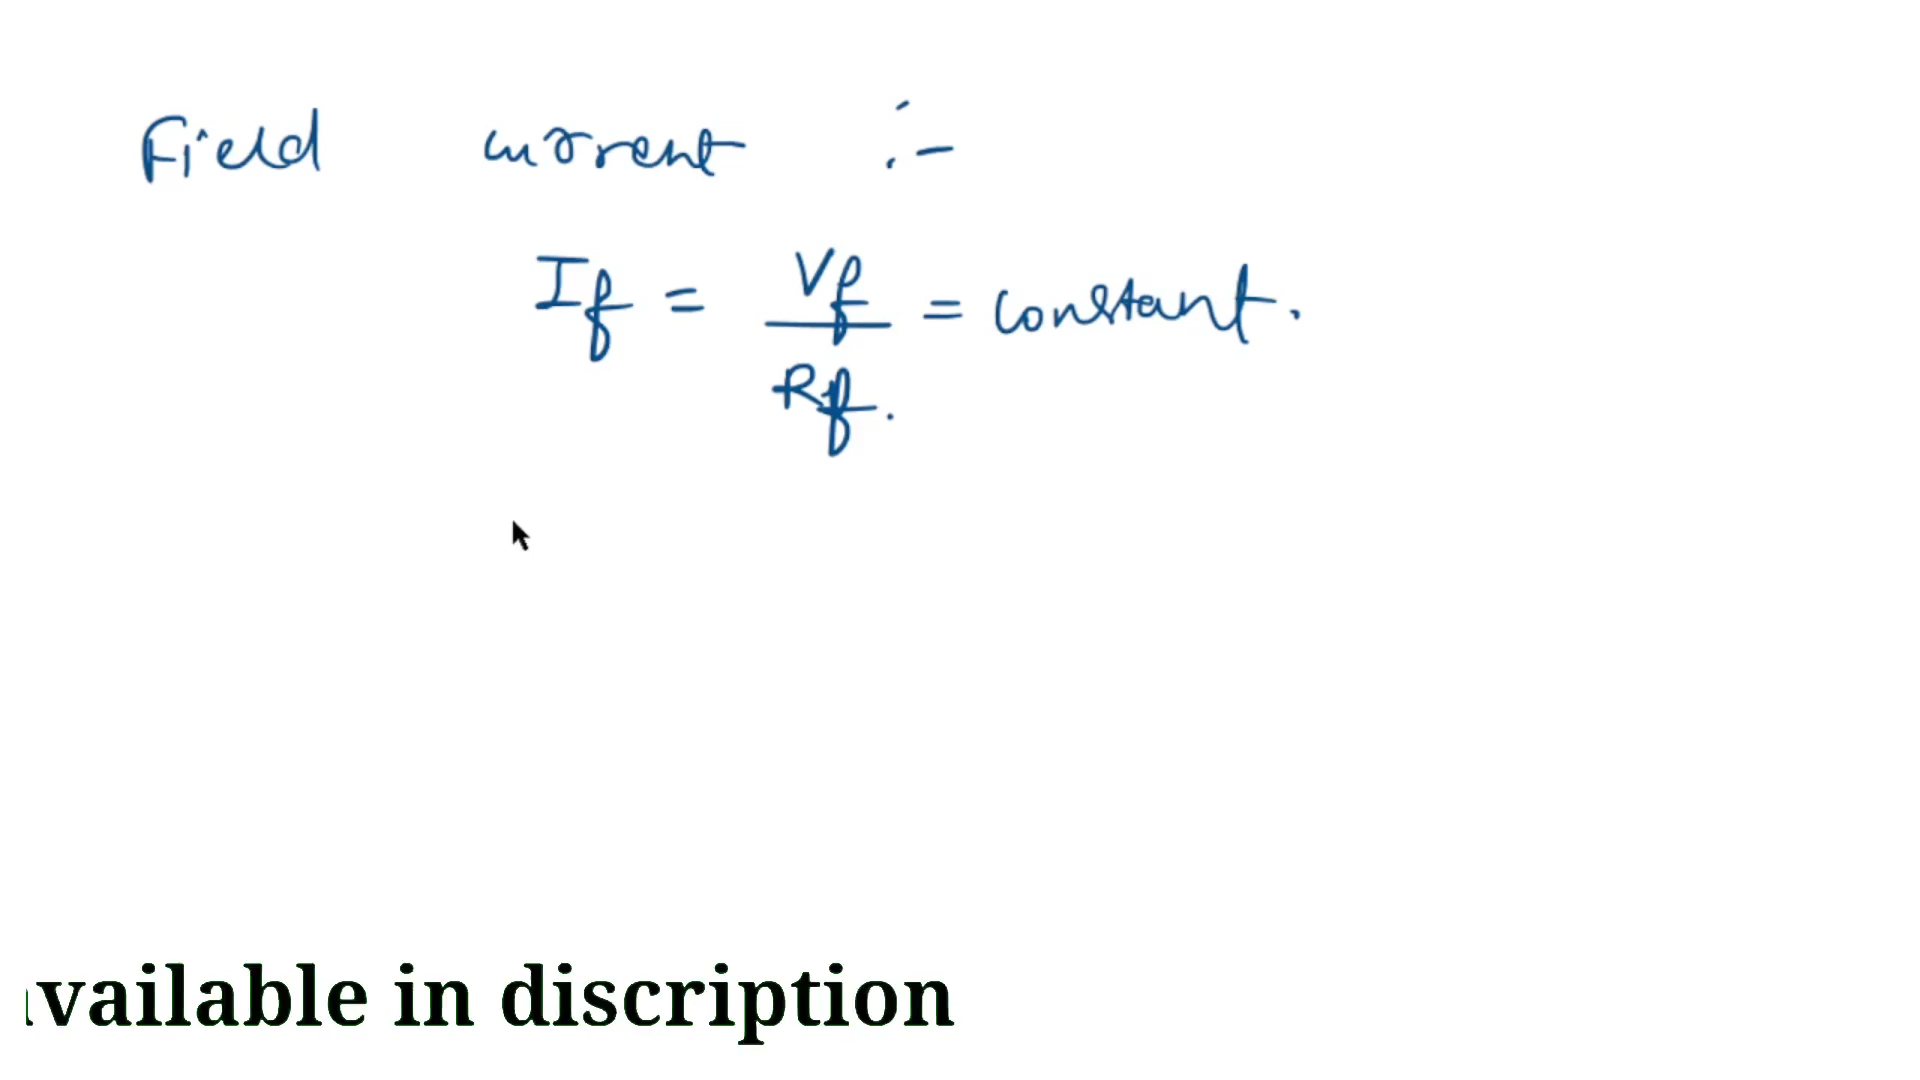 Field current :-
If = Vf / Rf. = constant.
vailable in discription